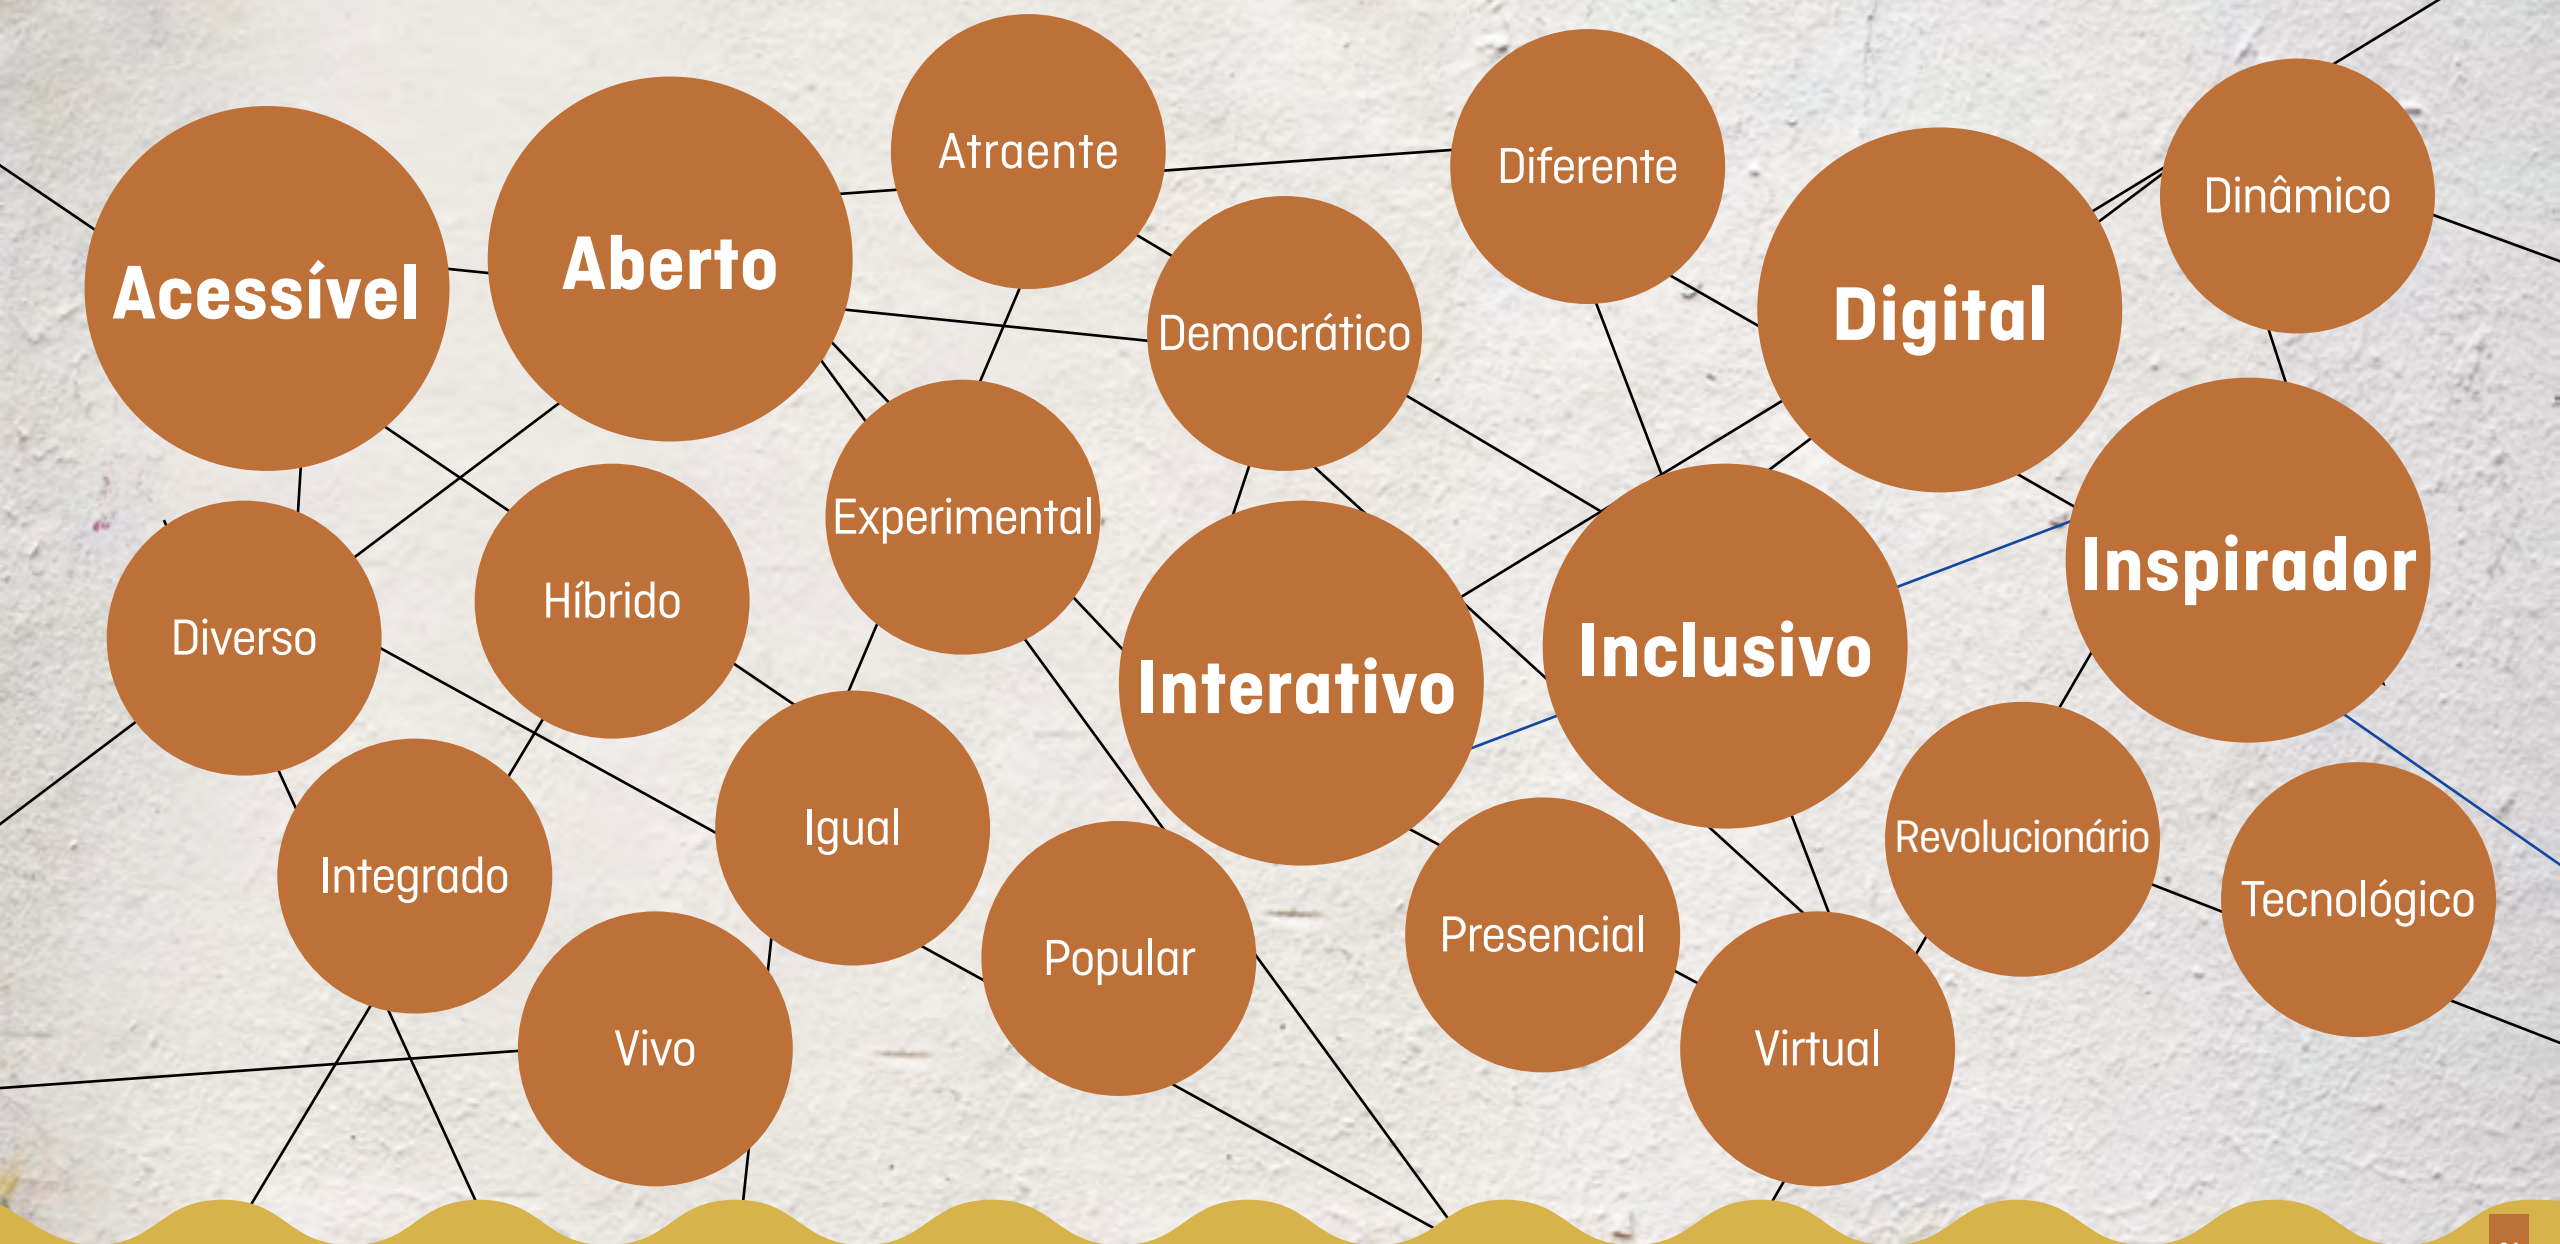 Atraente
Diferente
Dinâmico
Aberto
Acessível
Democrático
Digital
Experimental
Inspirador
Híbrido
Diverso
Inclusivo
Interativo
Igual
Revolucionário
Integrado
Tecnológico
Presencial
Popular
Vivo
Virtual